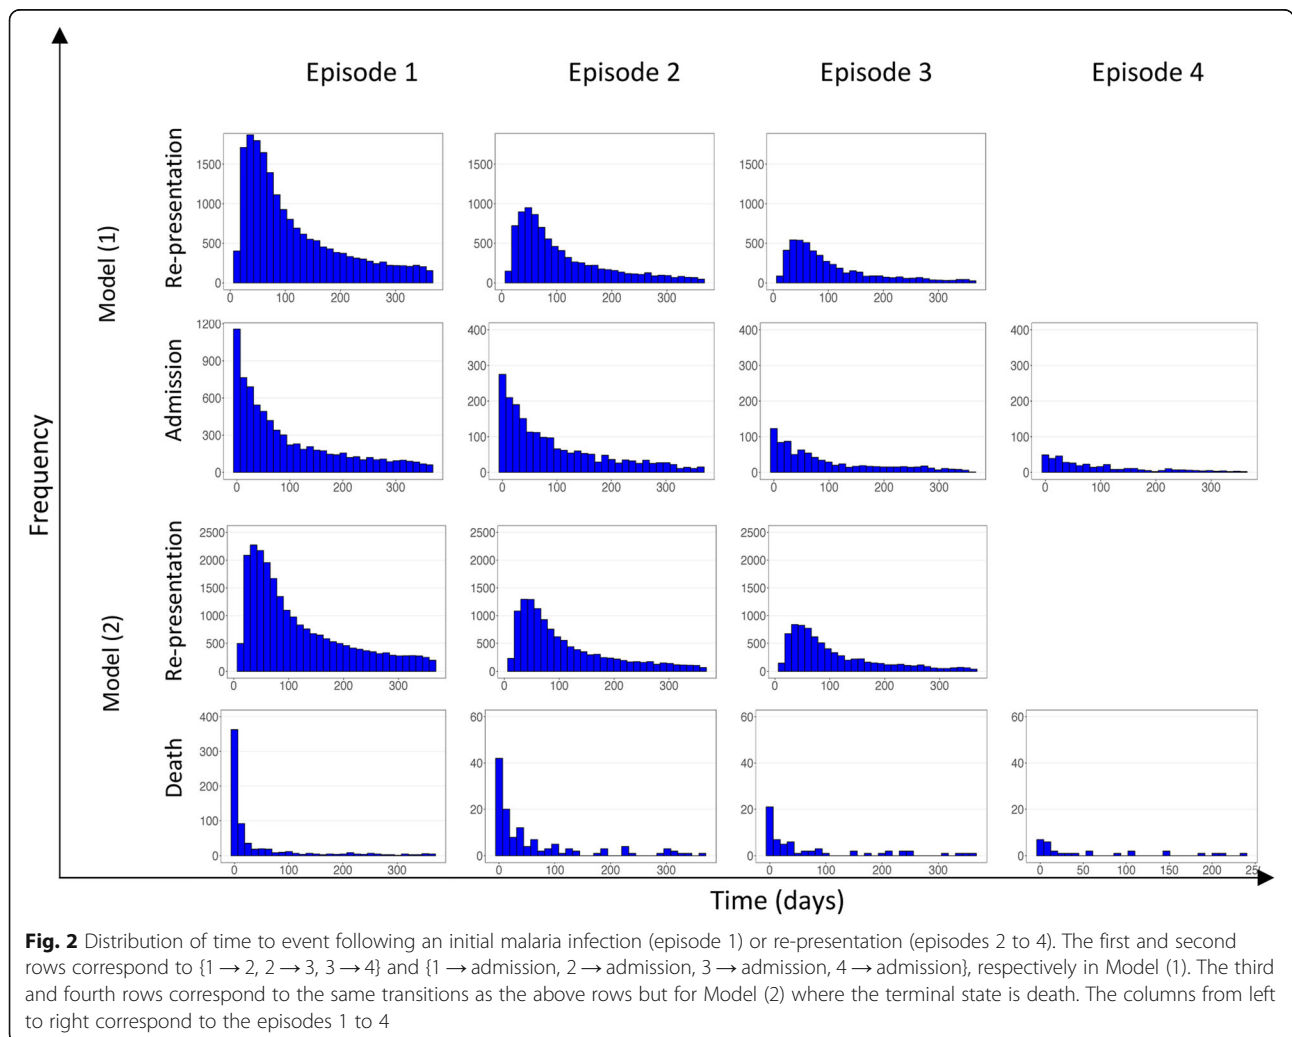 Episode 1 Episode 2 Episode 3 Episode 4
Frequency
Model (1)
Re-presentation
1500
1000
500
0
0 100 200 300
1500
1000
500
0
0 100 200 300
1500
1000
500
0
0 100 200 300
Admission
1200
900
600
300
0
0 100 200 300
400
300
200
100
0
0 100 200 300
400
300
200
100
0
0 100 200 300
400
300
200
100
0
0 100 200 300
Model (2)
Re-presentation
2500
2000
1500
1000
500
0
0 100 200 300
2500
2000
1500
1000
500
0
0 100 200 300
2500
2000
1500
1000
500
0
0 100 200 300
Death
400
300
200
100
0
0 100 200 300
60
40
20
0
0 100 200 300
60
40
20
0
0 100 200 300
60
40
20
0
0 50 100 150 200 25
Time (days)
Fig. 2 Distribution of time to event following an initial malaria infection (episode 1) or re-presentation (episodes 2 to 4). The first and second
rows correspond to {1 → 2, 2 → 3, 3 → 4} and {1 → admission, 2 → admission, 3 → admission, 4 → admission}, respectively in Model (1). The third
and fourth rows correspond to the same transitions as the above rows but for Model (2) where the terminal state is death. The columns from left
to right correspond to the episodes 1 to 4